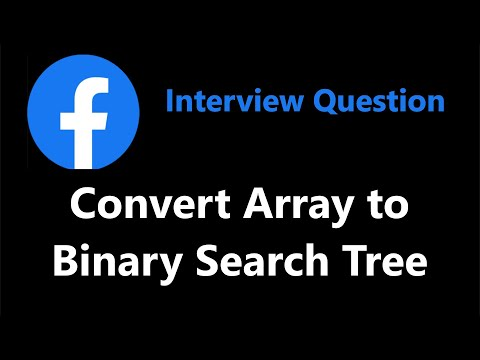 Interview Question
Convert Array to
Binary Search Tree